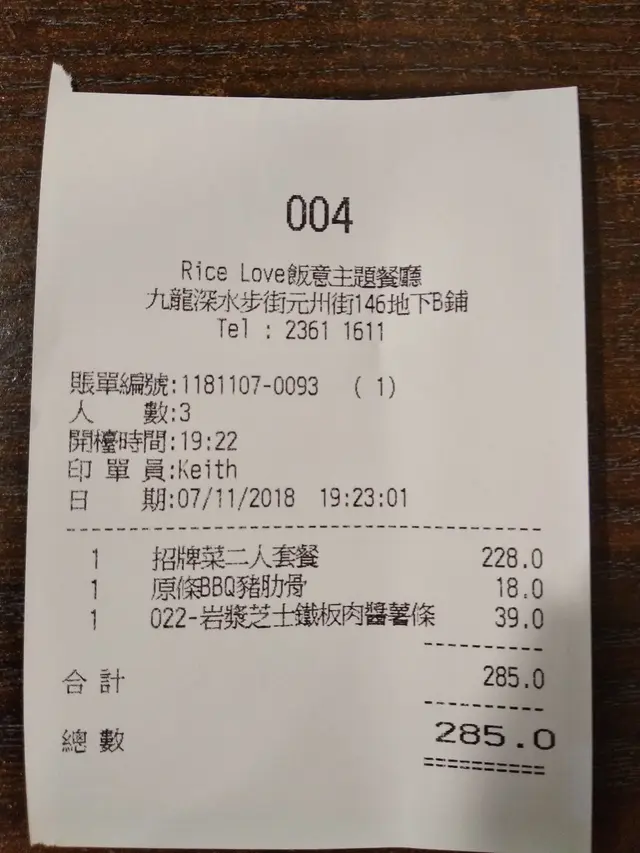 004
Rice Love飯意主題餐廳
九龍深水步街元州街146地下B鋪
Tel : 2361 1611
賬單編號:1181107-0093 ( 1)
人 數:3
開檯時間:19:22
印 單 員:Keith
日 期:07/11/2018 19:23:01
1 招牌菜二人套餐 228.0
1 原條BBQ豬肋骨 18.0
1 022-岩漿芝士鐵板肉醬薯條 39.0
合 計 285.0
總 數 285.0